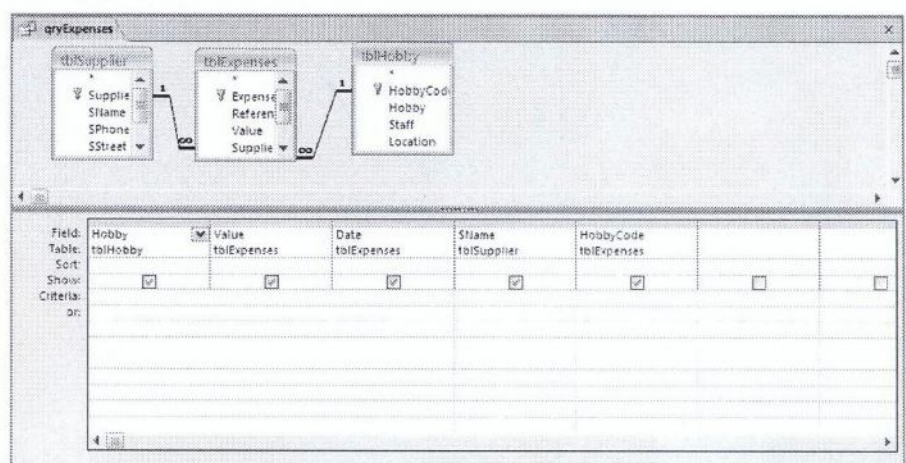 qryExpenses
tblSupplier
*
Supplie
SName
SPhone
SStreet
tblExpenses
*
Expense
Referen
Value
Supplie
tblHobby
*
HobbyCod
Hobby
Staff
Location
1
∞
∞
1
Field: Hobby Value Date SName HobbyCode
Table: tblHobby tblExpenses tblExpenses tblSupplier tblExpenses
Sort:
Show:
Criteria:
or: